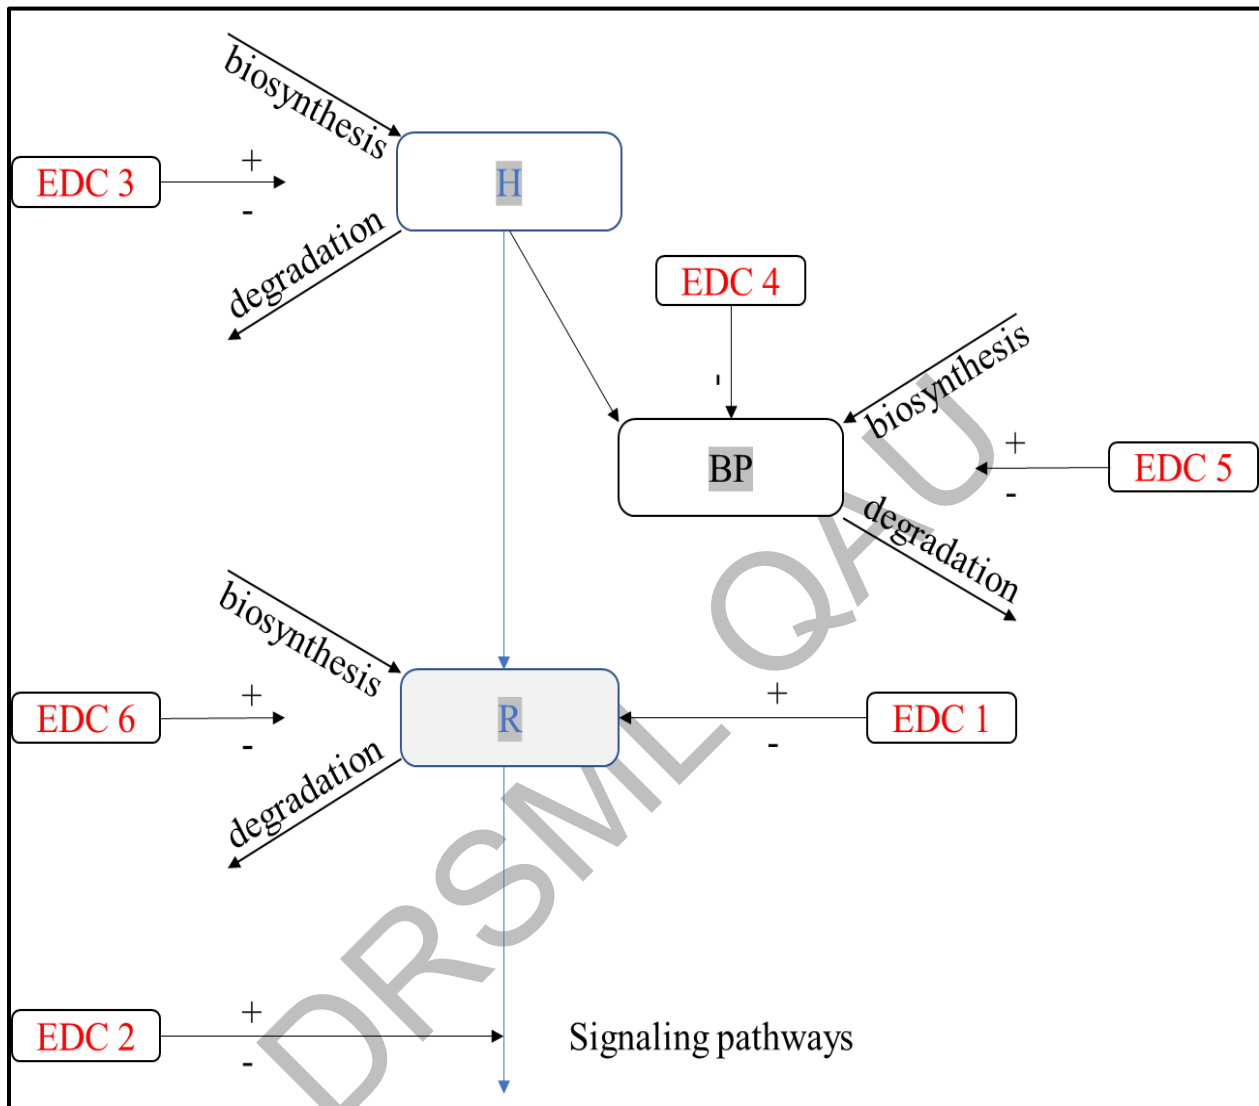 biosynthesis
EDC 3
+
-
H
degradation
EDC 4
-
biosynthesis
BP
+
-
EDC 5
degradation
biosynthesis
EDC 6
+
-
R
+
-
EDC 1
degradation
EDC 2
+
-
Signaling pathways
DRSML QAU